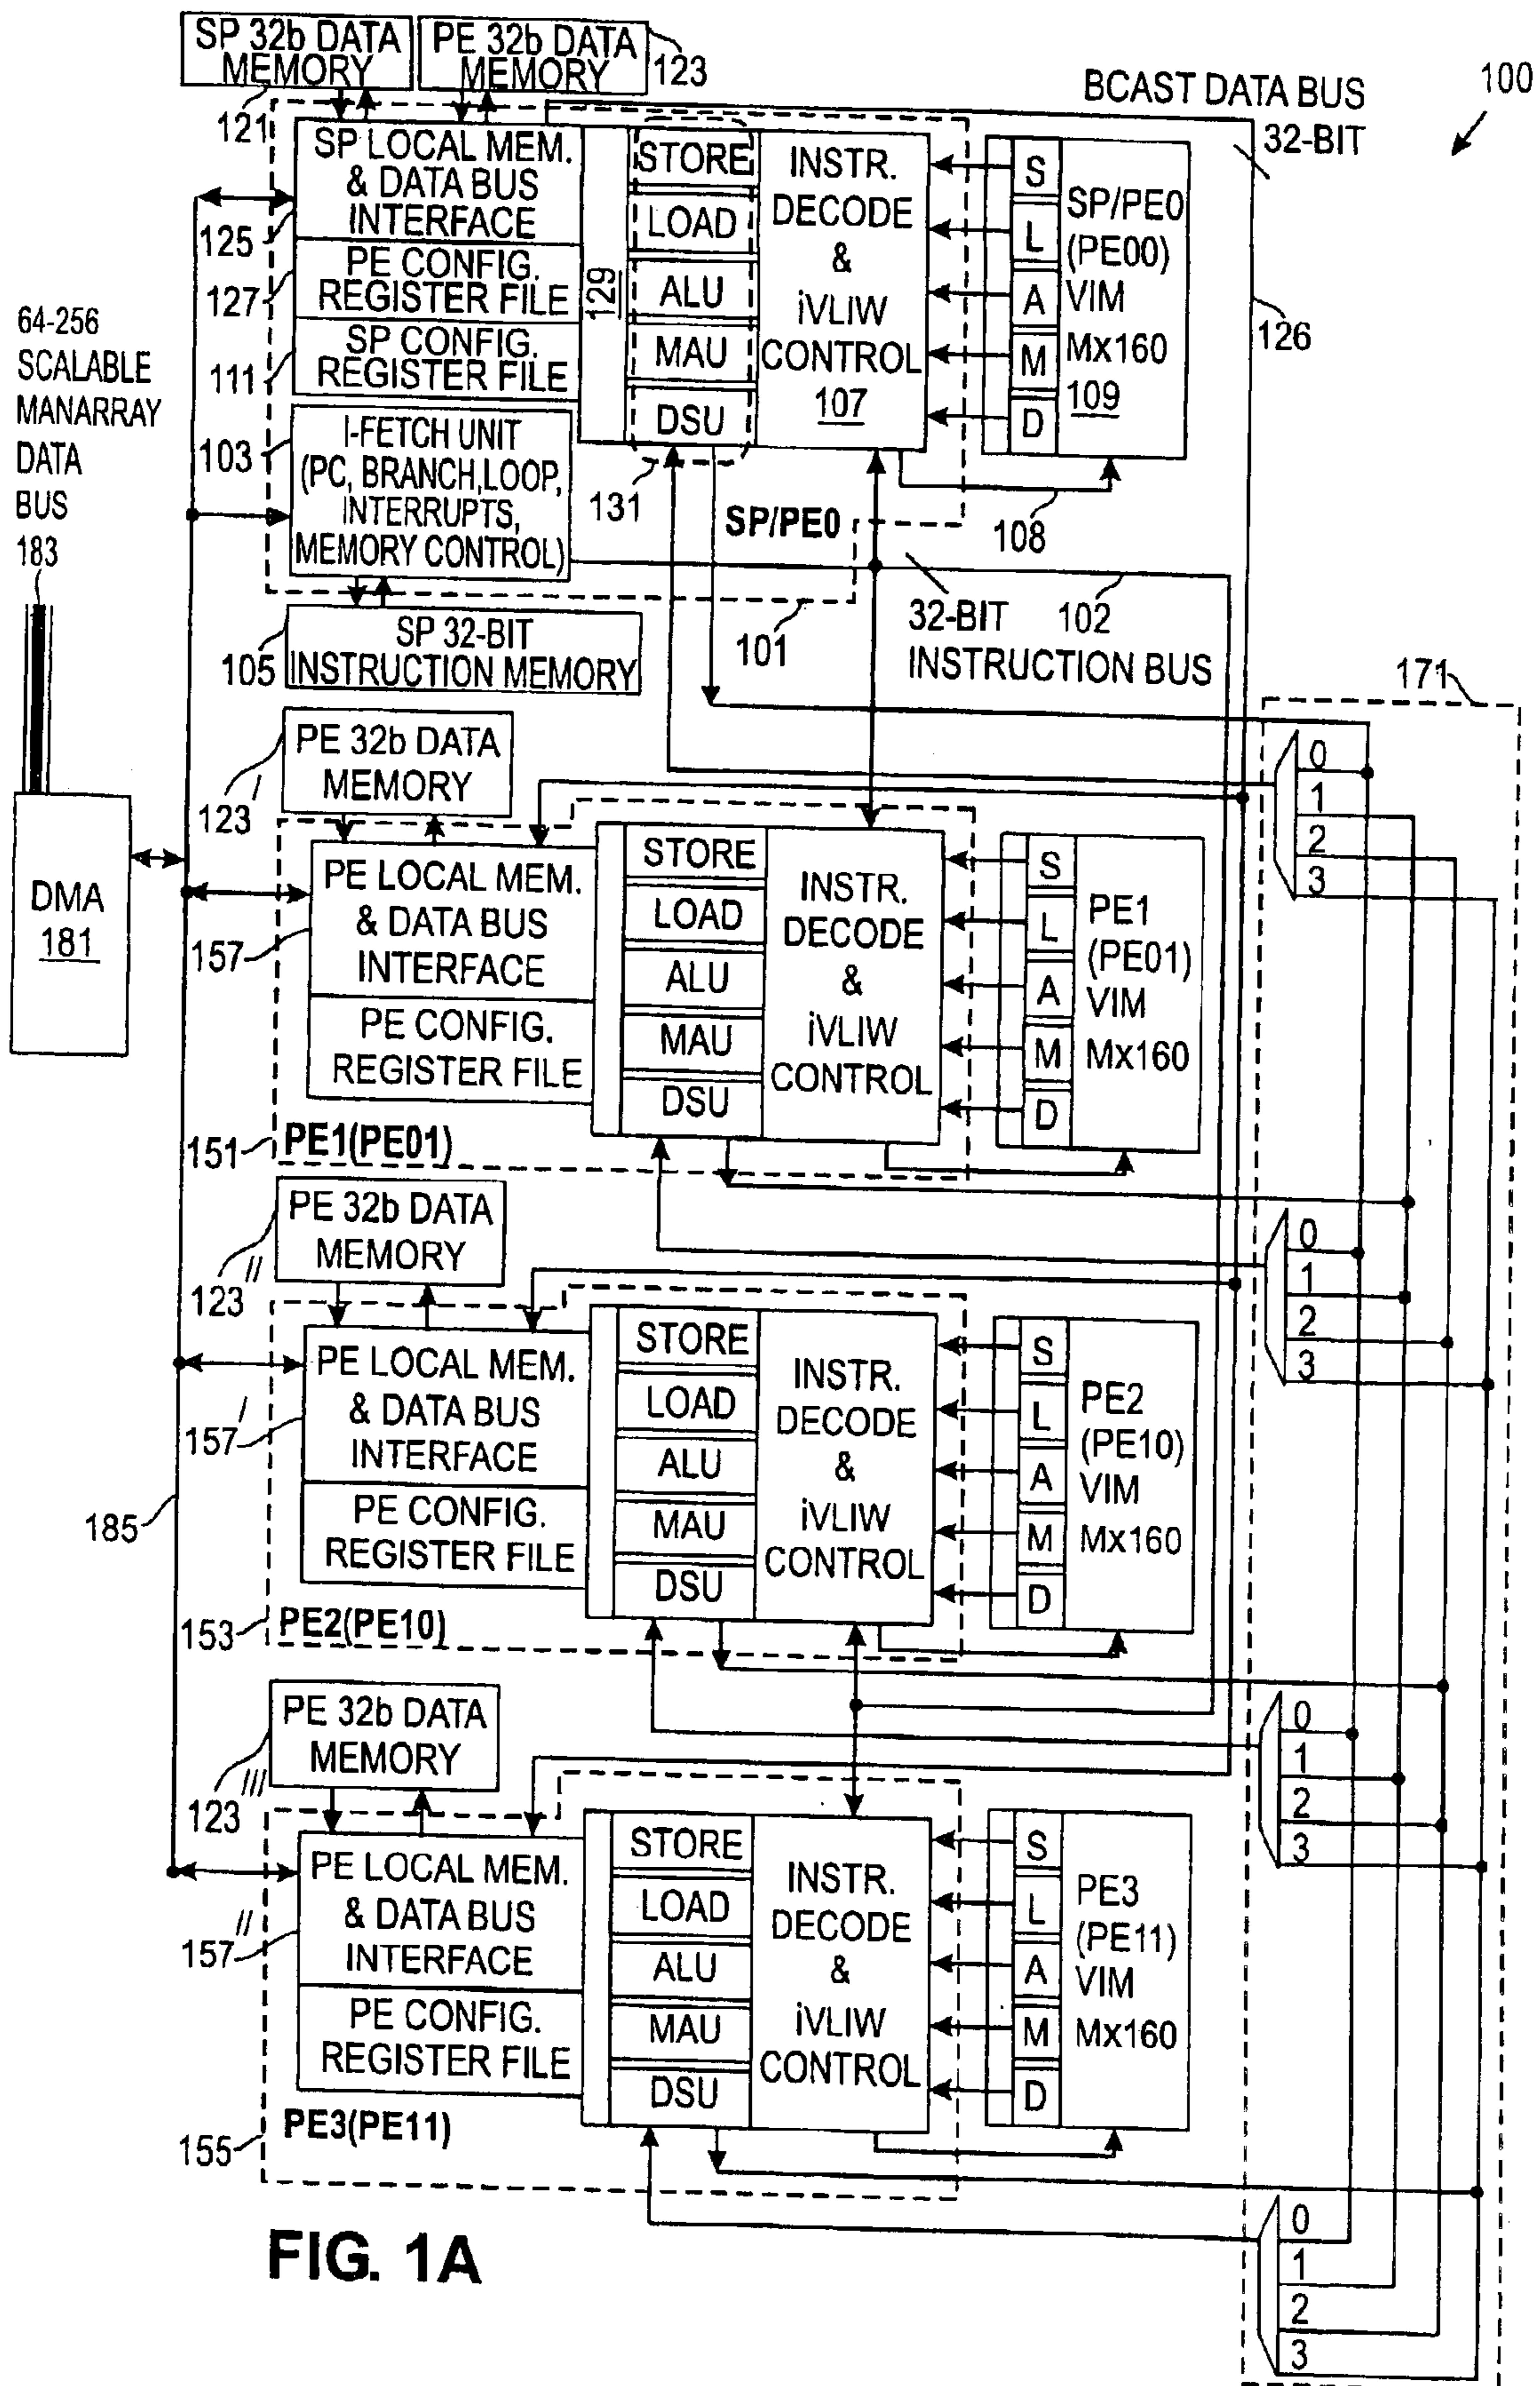 SP 32b DATA
MEMORY
121
PE 32b DATA
MEMORY
123
BCAST DATA BUS
32-BIT
100
SP LOCAL MEM.
& DATA BUS
INTERFACE
125
PE CONFIG.
REGISTER FILE
127
SP CONFIG.
REGISTER FILE
111
129
STORE
LOAD
ALU
MAU
DSU
131
INSTR.
DECODE
&
iVLIW
CONTROL
107
S
L
A
M
D
SP/PE0
(PE00)
VIM
Mx160
109
126
108
64-256
SCALABLE
MANARRAY
DATA
BUS
183
103
I-FETCH UNIT
(PC, BRANCH,LOOP,
INTERRUPTS,
MEMORY CONTROL)
SP/PE0
101
32-BIT
INSTRUCTION BUS
102
105
SP 32-BIT
INSTRUCTION MEMORY
171
0
1
2
3
DMA
181
PE 32b DATA
MEMORY
123'
PE LOCAL MEM.
& DATA BUS
INTERFACE
157
PE CONFIG.
REGISTER FILE
STORE
LOAD
ALU
MAU
DSU
INSTR.
DECODE
&
iVLIW
CONTROL
S
L
A
M
D
PE1
(PE01)
VIM
Mx160
151
PE1(PE01)
0
1
2
3
PE 32b DATA
MEMORY
123''
PE LOCAL MEM.
& DATA BUS
INTERFACE
157'
PE CONFIG.
REGISTER FILE
185
STORE
LOAD
ALU
MAU
DSU
INSTR.
DECODE
&
iVLIW
CONTROL
S
L
A
M
D
PE2
(PE10)
VIM
Mx160
153
PE2(PE10)
0
1
2
3
PE 32b DATA
MEMORY
123'''
PE LOCAL MEM.
& DATA BUS
INTERFACE
157''
PE CONFIG.
REGISTER FILE
STORE
LOAD
ALU
MAU
DSU
INSTR.
DECODE
&
iVLIW
CONTROL
S
L
A
M
D
PE3
(PE11)
VIM
Mx160
155
PE3(PE11)
0
1
2
3
FIG. 1A